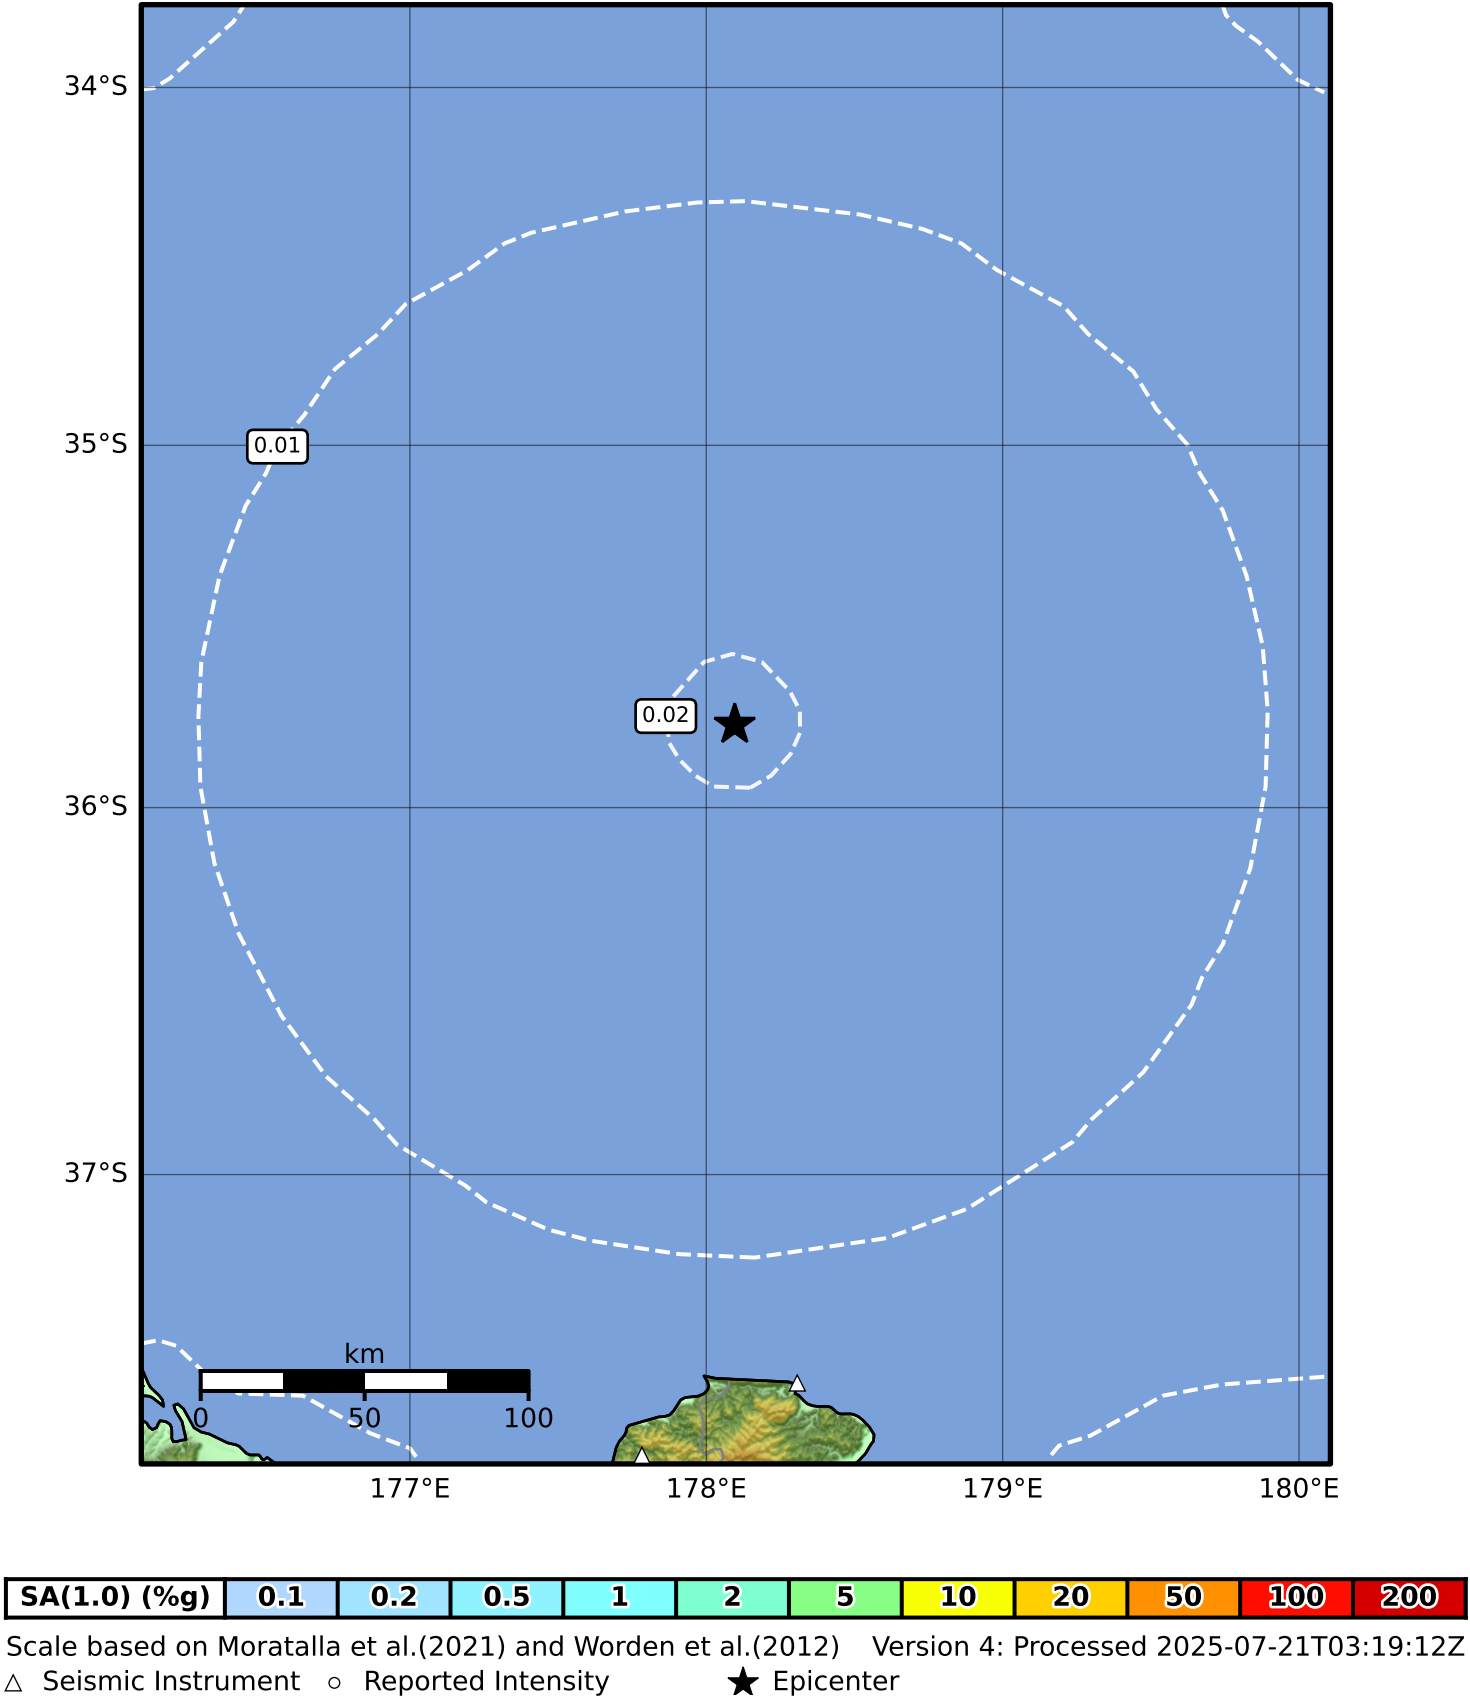 34°S
35°S
0.01
0.02
36°S
37°S
km
0 50 100
177°E 178°E 179°E 180°E
SA(1.0) (%g) 0.1 0.2 0.5 1 2 5 10 20 50 100 200
Scale based on Moratalla et al.(2021) and Worden et al.(2012) Version 4: Processed 2025-07-21T03:19:12Z
Seismic Instrument Reported Intensity Epicenter